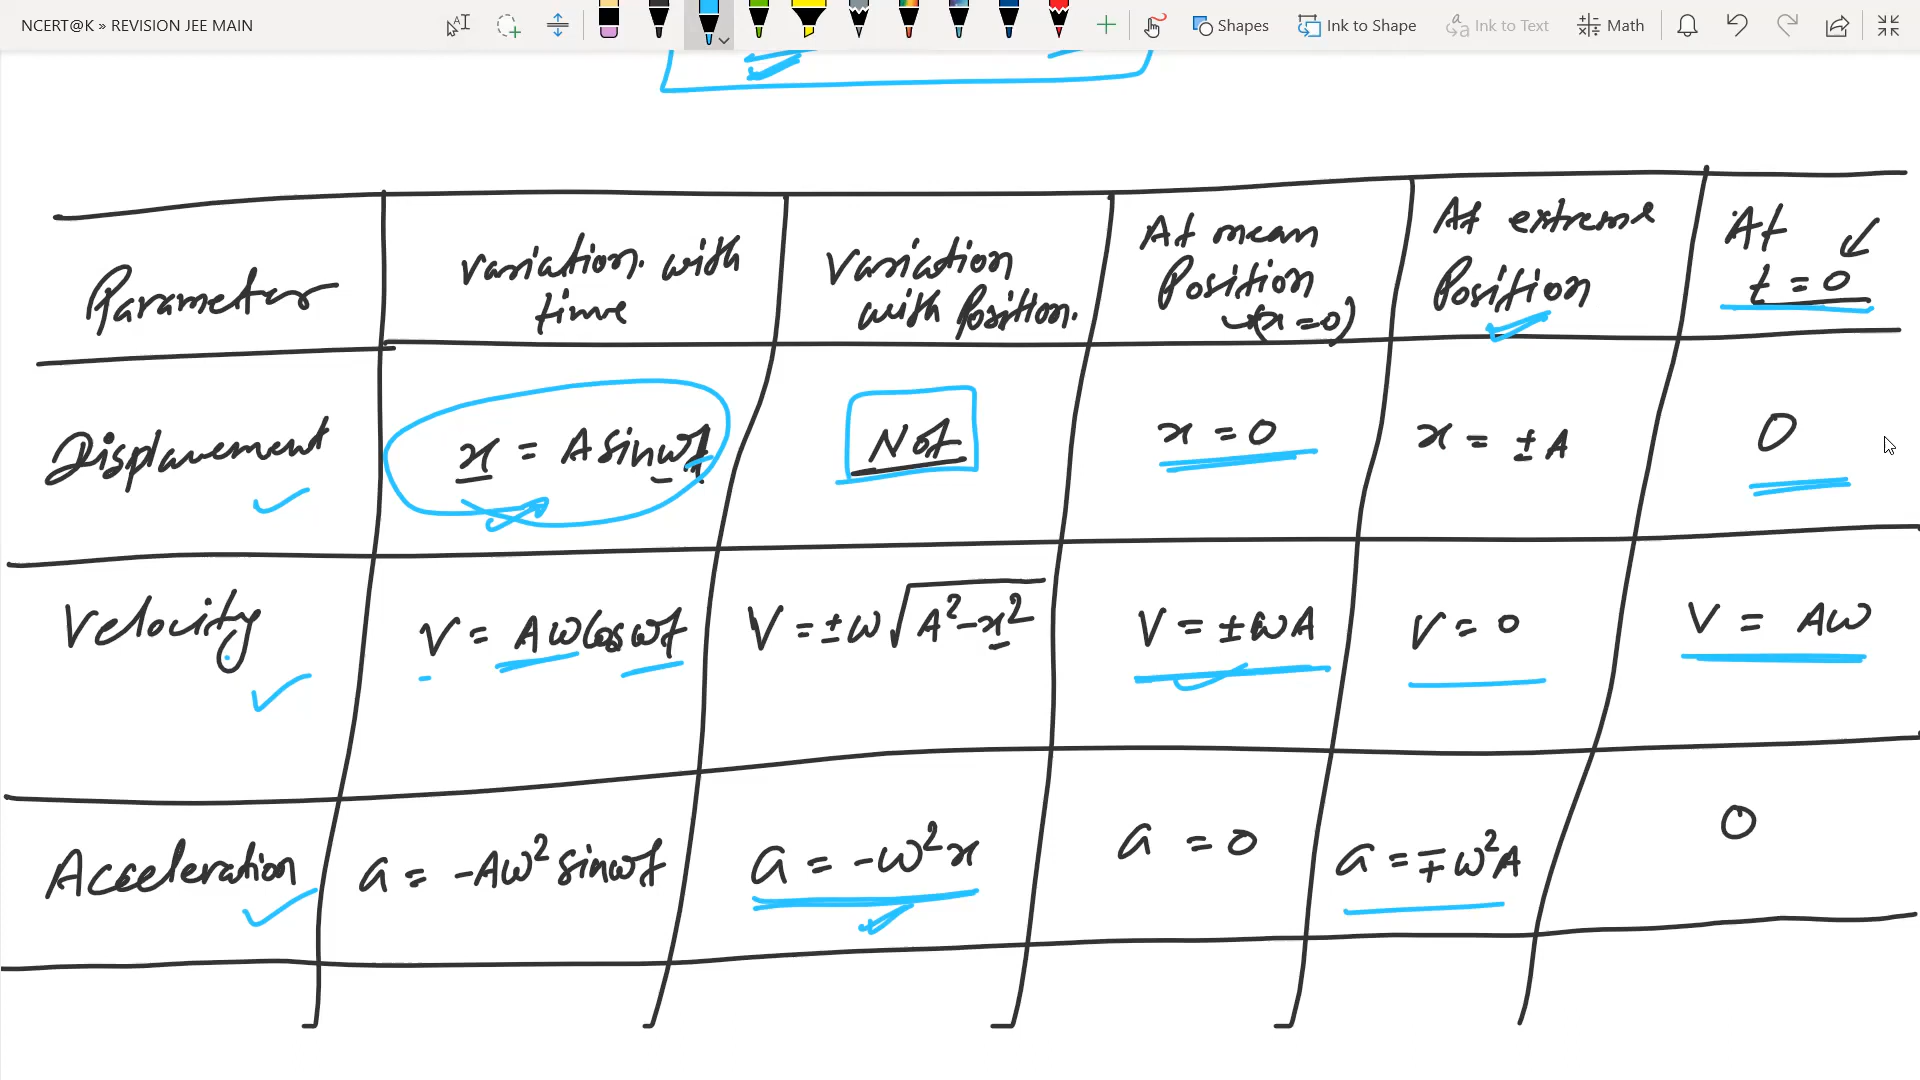 NCERT@K » REVISION JEE MAIN
Shapes
Ink to Shape
Ink to Text
Math
Parameter
Variation with time
Variation with Position.
At mean Position (x = 0)
At extreme Position
At t = 0
Displacement
x = A sinωt
Not
x = 0
x = ± A
0
Velocity
V = Aω Cos ωt
V = ± ω √(A² - x²)
V = ± ωA
V = 0
V = Aω
Acceleration
a = -Aω² sinωt
a = -ω² x
a = 0
a = ∓ ω² A
0